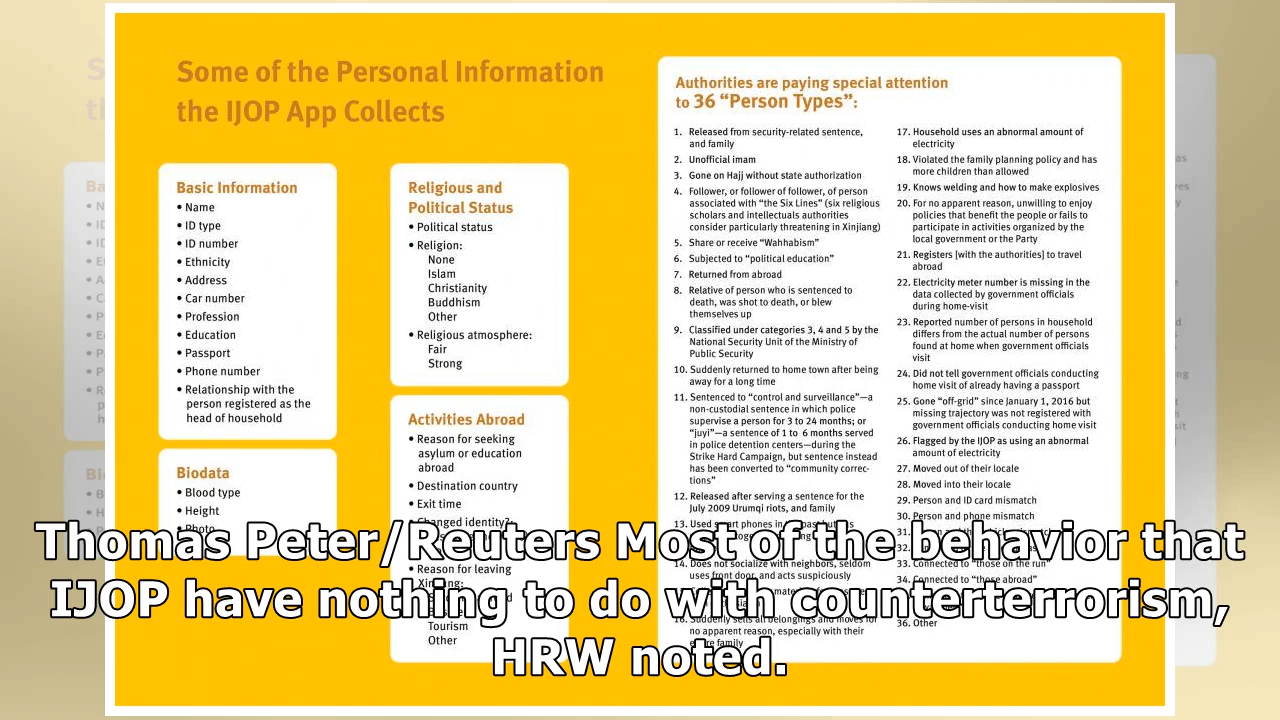 Some of the Personal Information
the IJOP App Collects
Basic Information
• Name
• ID type
• ID number
• Ethnicity
• Address
• Car number
• Profession
• Education
• Passport
• Phone number
• Relationship with the
person registered as the
head of household
Biodata
• Blood type
• Height
• Photo
Religious and
Political Status
• Political status
• Religion:
None
Islam
Christianity
Buddhism
Other
• Religious atmosphere:
Fair
Strong
Activities Abroad
• Reason for seeking
asylum or education
abroad
• Destination country
• Exit time
• Changed identity?:
• Reason for leaving
Xinjiang:
Tourism
Other
Authorities are paying special attention
to 36 “Person Types”:
1. Released from security-related sentence,
and family
2. Unofficial imam
3. Gone on Hajj without state authorization
4. Follower, or follower of follower, of person
associated with “the Six Lines” (six religious
scholars and intellectuals authorities
consider particularly threatening in Xinjiang)
5. Share or receive “Wahhabism”
6. Subjected to “political education”
7. Returned from abroad
8. Relative of person who is sentenced to
death, was shot to death, or blew
themselves up
9. Classified under categories 3, 4 and 5 by the
National Security Unit of the Ministry of
Public Security
10. Suddenly returned to home town after being
away for a long time
11. Sentenced to “control and surveillance”—a
non-custodial sentence in which police
supervise a person for 3 to 24 months; or
“juyi”—a sentence of 1 to 6 months served
in police detention centers—during the
Strike Hard Campaign, but sentence instead
has been converted to “community correc-
tions”
12. Released after serving a sentence for the
July 2009 Urumqi riots, and family
13. Used smart phones in
14. Does not socialize with neighbors, seldom
uses front door, and acts suspiciously
16. Suddenly sells all belongings and moves for
no apparent reason, especially with their
entire family
17. Household uses an abnormal amount of
electricity
18. Violated the family planning policy and has
more children than allowed
19. Knows welding and how to make explosives
20. For no apparent reason, unwilling to enjoy
policies that benefit the people or fails to
participate in activities organized by the
local government or the Party
21. Registers [with the authorities] to travel
abroad
22. Electricity meter number is missing in the
data collected by government officials
during home-visit
23. Reported number of persons in household
differs from the actual number of persons
found at home when government officials
visit
24. Did not tell government officials conducting
home visit of already having a passport
25. Gone “off-grid” since January 1, 2016 but
missing trajectory was not registered with
government officials conducting home visit
26. Flagged by the IJOP as using an abnormal
amount of electricity
27. Moved out of their locale
28. Moved into their locale
29. Person and ID card mismatch
30. Person and phone mismatch
31.
32.
33. Connected to “those on the run”
34. Connected to “those abroad”
36. Other
Thomas Peter/Reuters Most of the behavior that
IJOP have nothing to do with counterterrorism,
HRW noted.